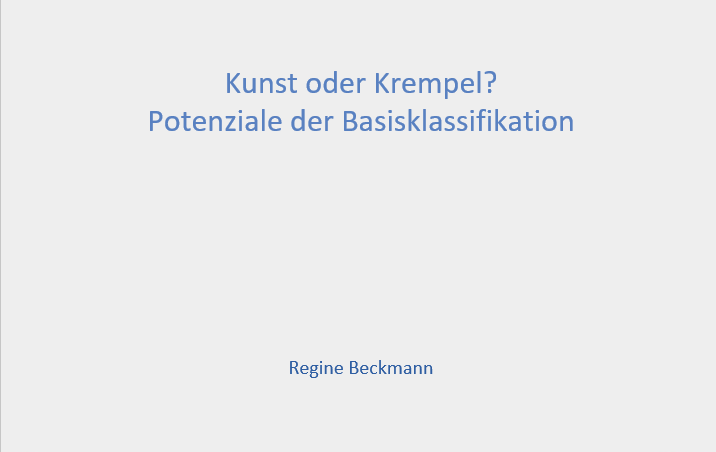 Kunst oder Krempel?
Potenziale der Basisklassifikation
Regine Beckmann